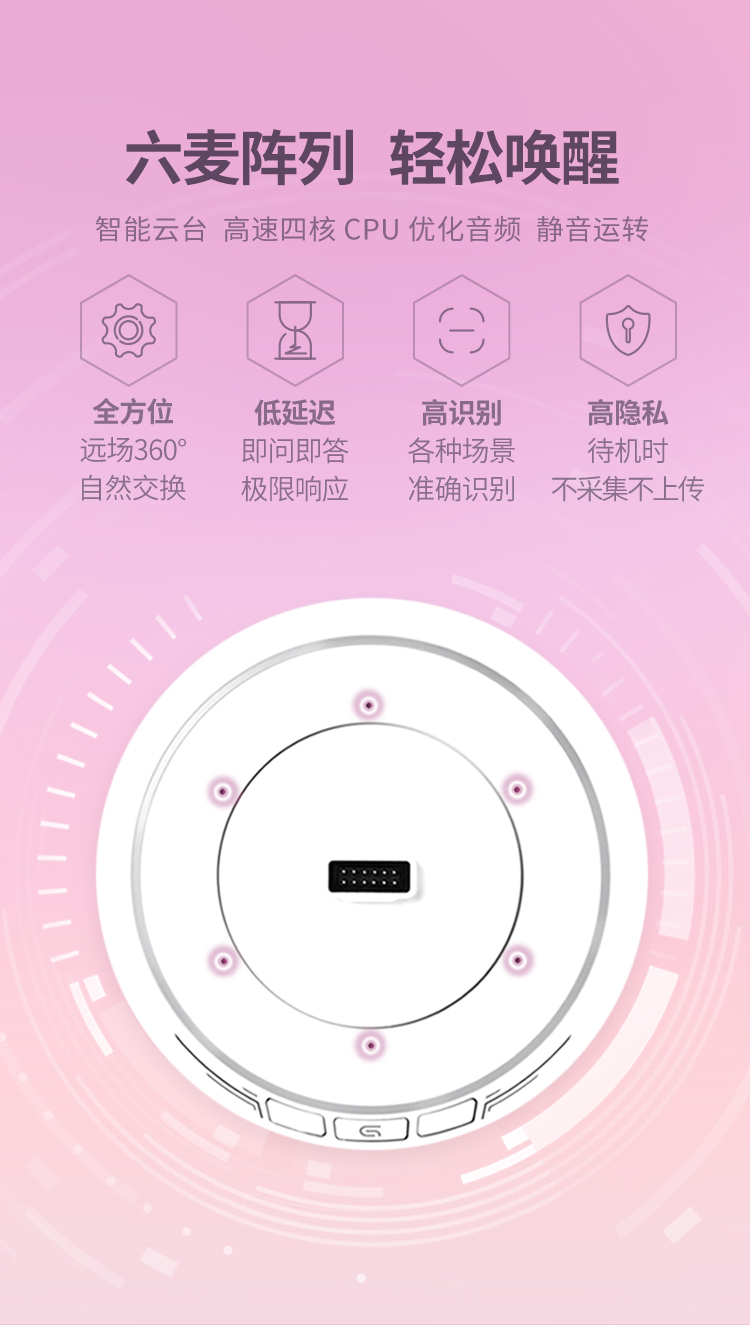 六麦阵列 轻松唤醒
智能云台 高速四核 CPU 优化音频 静音运转
全方位 低延迟 高识别 高隐私
远场360° 即问即答 各种场景 待机时
自然交换 极限响应 准确识别 不采集不上传